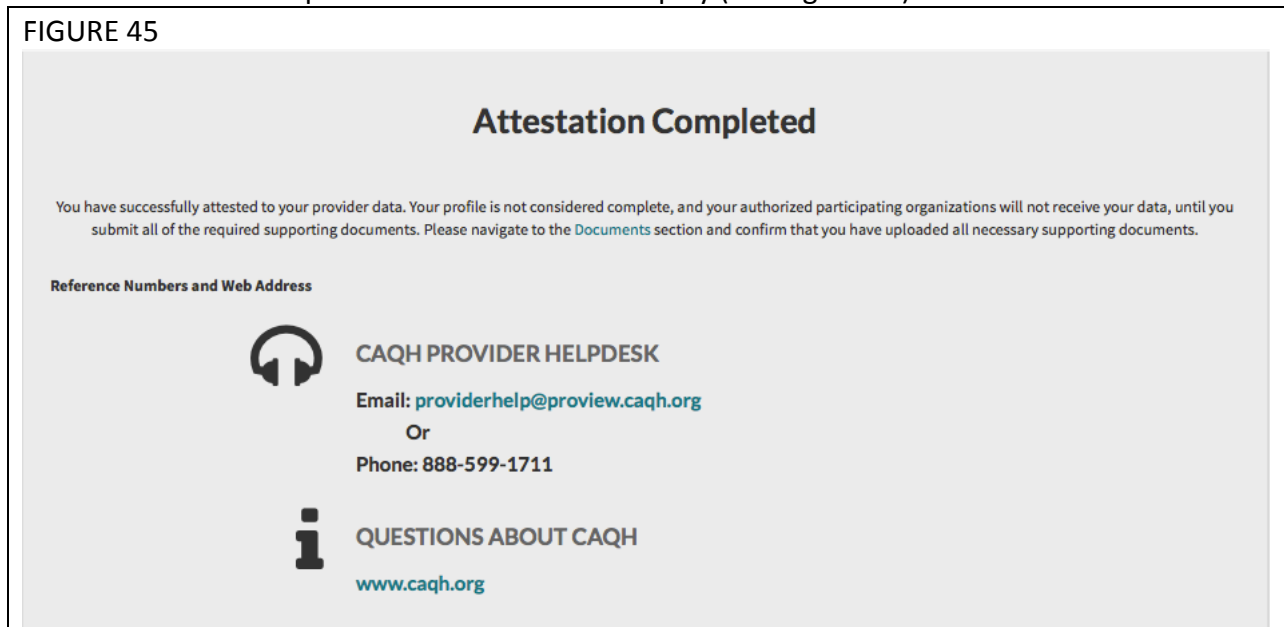 FIGURE 45
Attestation Completed
You have successfully attested to your provider data. Your profile is not considered complete, and your authorized participating organizations will not receive your data, until you
submit all of the required supporting documents. Please navigate to the Documents section and confirm that you have uploaded all necessary supporting documents.
Reference Numbers and Web Address
CAQH PROVIDER HELPDESK
Email: providerhelp@proview.caqh.org
Or
Phone: 888-599-1711
QUESTIONS ABOUT CAQH
www.caqh.org